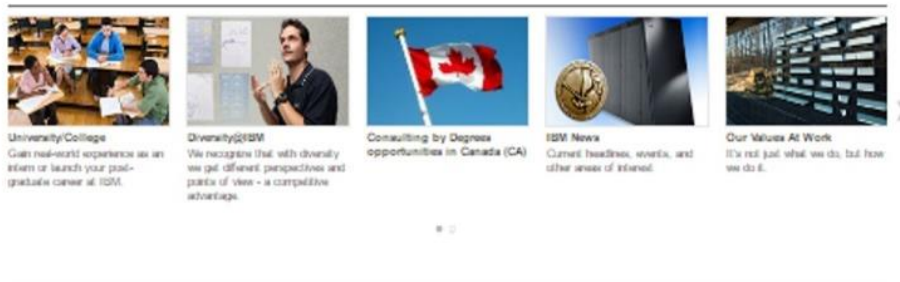 University/College
Gain real-world experience as an
intern or launch your post-
graduate career at IBM.
Diversity@IBM
We recognize that with diversity
we get different perspectives and
points of view - a competitive
advantage.
Consulting by Degrees
opportunities in Canada (CA)
IBM News
Current headlines, events, and
other areas of interest.
Our Values At Work
It's not just what we do, but how
we do it.